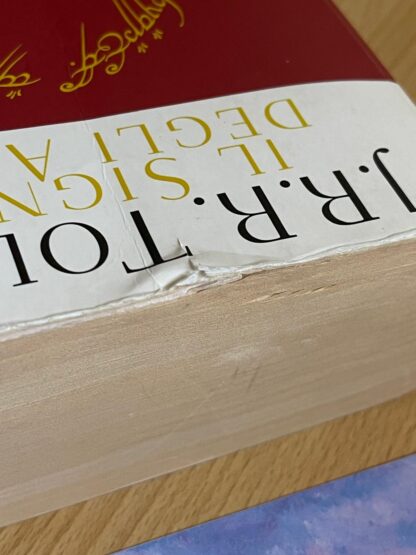 J.R.R. TOL
IL SIGN
DEGLI A